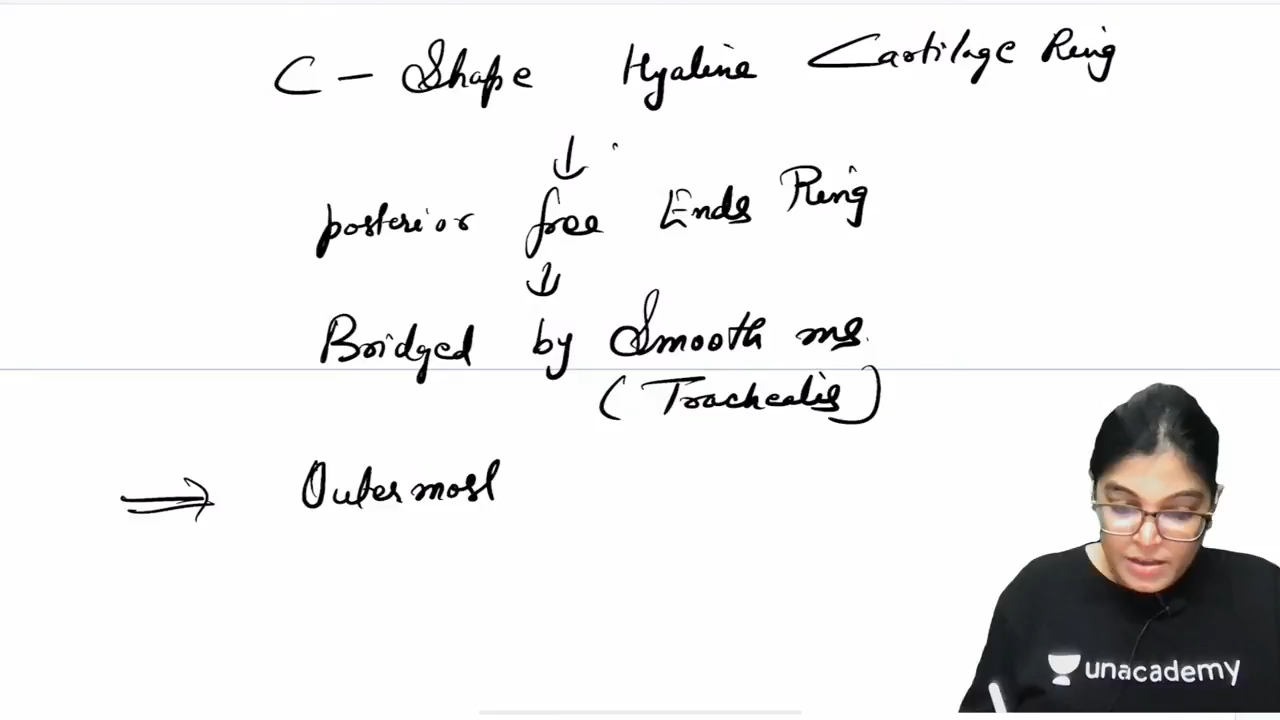 C - Shape Hyaline Cartilage Ring
↓
posterior free Ends Ring
↓
Bridged by Smooth ms.
(Trachealis)
⇒ Outermost
unacademy